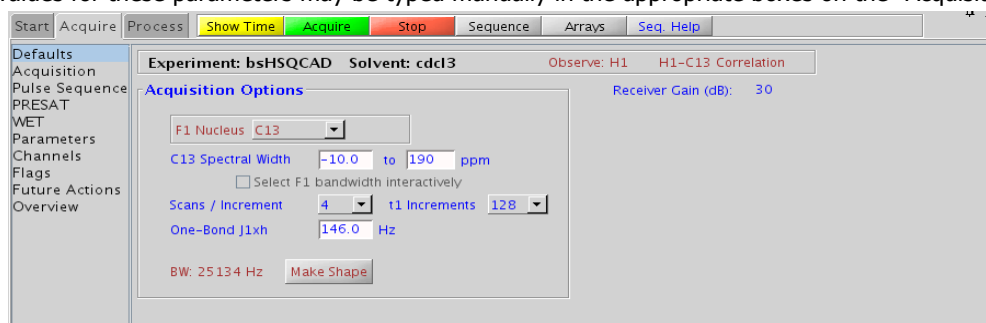 values for these parameters may be typed manually in the appropriate boxes on the "Acquisit
Start Acquire Process Show Time Acquire Stop Sequence Arrays Seq. Help
Defaults
Acquisition
Pulse Sequence
PRESAT
WET
Parameters
Channels
Flags
Future Actions
Overview
Experiment: bsHSQCAD Solvent: cdcl3 Observe: H1 H1-C13 Correlation
Acquisition Options
Receiver Gain (dB): 30
F1 Nucleus C13
C13 Spectral Width -10.0 to 190 ppm
Select F1 bandwidth interactively
Scans / Increment 4 t1 Increments 128
One-Bond J1xh 146.0 Hz
BW: 25134 Hz Make Shape